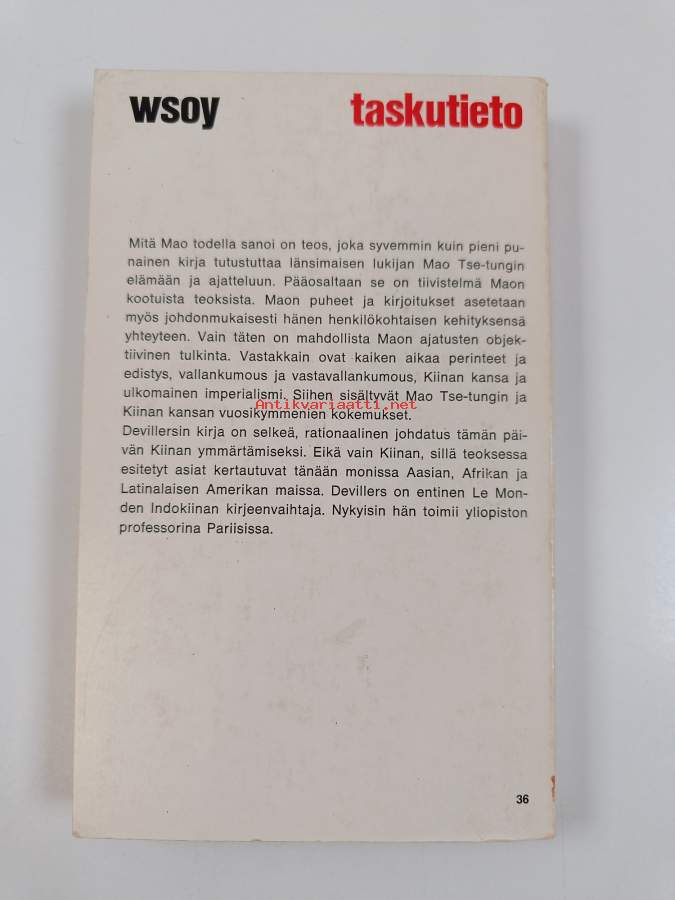 wsoy taskutieto
Mitä Mao todella sanoi on teos, joka syvemmin kuin pieni pu-
nainen kirja tutustuttaa länsimaisen lukijan Mao Tse-tungin
elämään ja ajatteluun. Pääosaltaan se on tiivistelmä Maon
kootuista teoksista. Maon puheet ja kirjoitukset asetetaan
myös johdonmukaisesti hänen henkilökohtaisen kehityksensä
yhteyteen. Vain täten on mahdollista Maon ajatusten objek-
tiivinen tulkinta. Vastakkain ovat kaiken aikaa perinteet ja
edistys, vallankumous ja vastavallankumous, Kiinan kansa ja
ulkomainen imperialismi. Siihen sisältyvät Mao Tse-tungin ja
Antikvariaatti.net
Kiinan kansan vuosikymmenien kokemukset.
Devillersin kirja on selkeä, rationaalinen johdatus tämän päi-
vän Kiinan ymmärtämiseksi. Eikä vain Kiinan, sillä teoksessa
esitetyt asiat kertautuvat tänään monissa Aasian, Afrikan ja
Latinalaisen Amerikan maissa. Devillers on entinen Le Mon-
den Indokiinan kirjeenvaihtaja. Nykyisin hän toimii yliopiston
professorina Pariisissa.
36